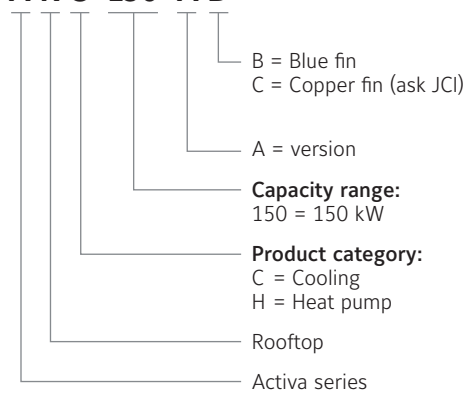 B = Blue fin
C = Copper fin (ask JCI)
A = version
Capacity range:
150 = 150 kW
Product category:
C = Cooling
H = Heat pump
Rooftop
Activa series